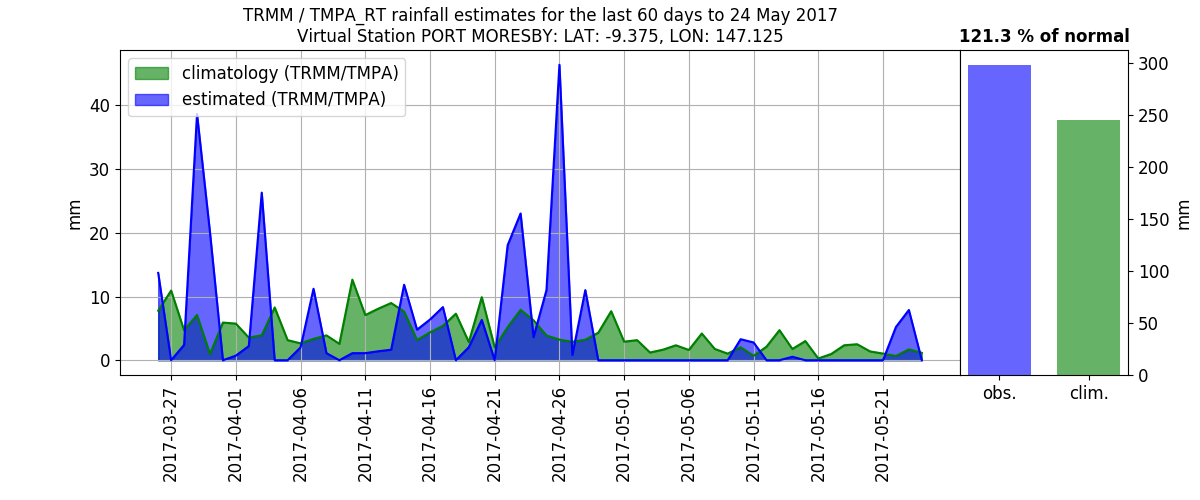 TRMM / TMPA_RT rainfall estimates for the last 60 days to 24 May 2017
Virtual Station PORT MORESBY: LAT: -9.375, LON: 147.125
121.3 % of normal
climatology (TRMM/TMPA)
estimated (TRMM/TMPA)
mm
40
30
20
10
0
2017-03-27
2017-04-01
2017-04-06
2017-04-11
2017-04-16
2017-04-21
2017-04-26
2017-05-01
2017-05-06
2017-05-11
2017-05-16
2017-05-21
obs.
clim.
300
250
200
150
100
50
0
mm